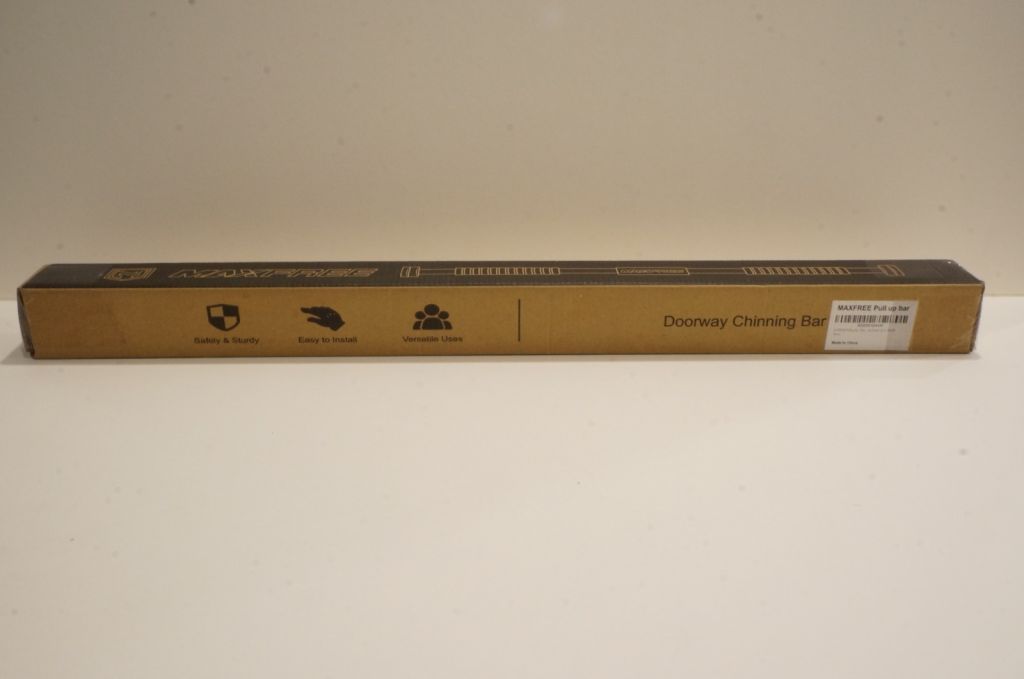 MAXFREE
MAXFREE
Safety & Sturdy
Easy to Install
Versatile Uses
Doorway Chinning Bar
MAXFREE Pull up bar
Made in China